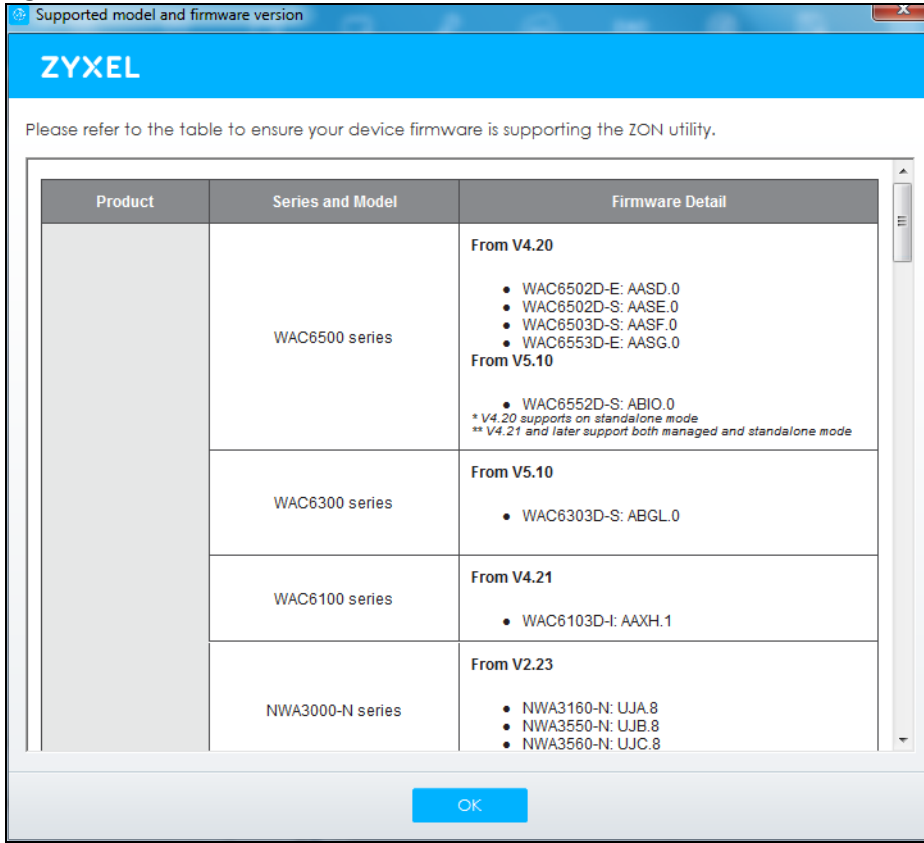 Supported model and firmware version
x
ZYXEL
Please refer to the table to ensure your device firmware is supporting the ZON utility.
Product
Series and Model
Firmware Detail
WAC6500 series
From V4.20
● WAC6502D-E: AASD.0
● WAC6502D-S: AASE.0
● WAC6503D-S: AASF.0
● WAC6553D-E: AASG.0
From V5.10
● WAC6552D-S: ABIO.0
* V4.20 supports on standalone mode
** V4.21 and later support both managed and standalone mode
WAC6300 series
From V5.10
● WAC6303D-S: ABGL.0
WAC6100 series
From V4.21
● WAC6103D-I: AAXH.1
NWA3000-N series
From V2.23
● NWA3160-N: UJA.8
● NWA3550-N: UJB.8
● NWA3560-N: UJC.8
OK